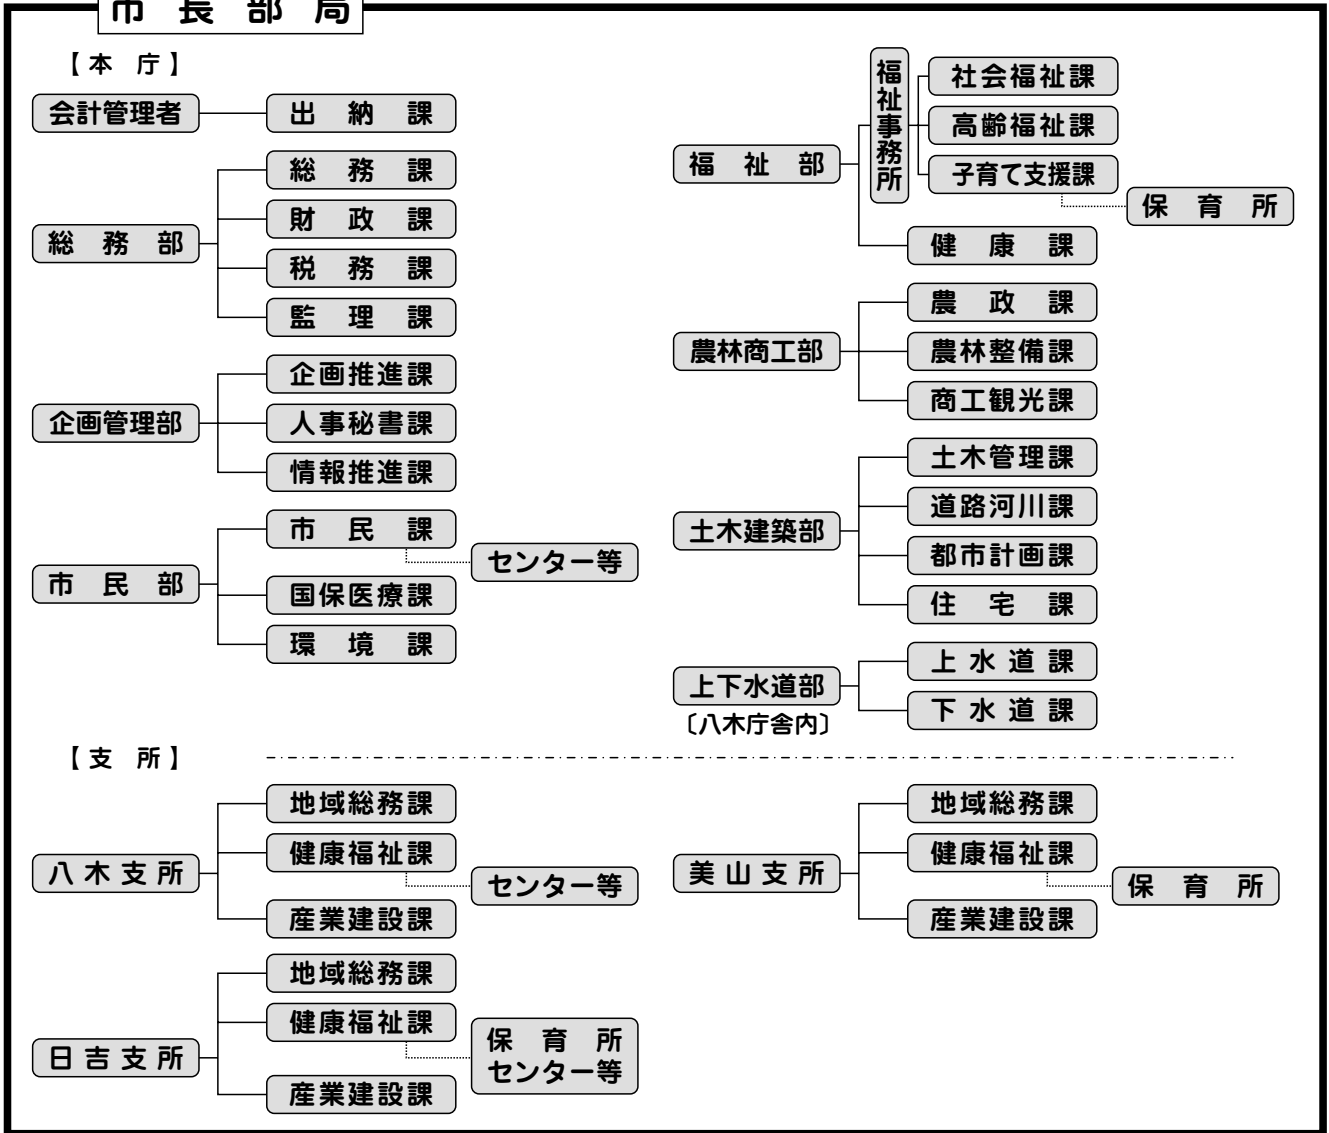 市長部局
【本庁】
会計管理者
出納課
総務部
総務課
財政課
税務課
監理課
企画管理部
企画推進課
人事秘書課
情報推進課
市民部
市民課
センター等
国保医療課
環境課
福祉部
福祉事務所
社会福祉課
高齢福祉課
子育て支援課
保育所
健康課
農林商工部
農政課
農林整備課
商工観光課
土木建築部
土木管理課
道路河川課
都市計画課
住宅課
上下水道部
〔八木庁舎内〕
上水道課
下水道課
【支所】
八木支所
地域総務課
健康福祉課
センター等
産業建設課
日吉支所
地域総務課
健康福祉課
保育所
センター等
産業建設課
美山支所
地域総務課
健康福祉課
保育所
産業建設課